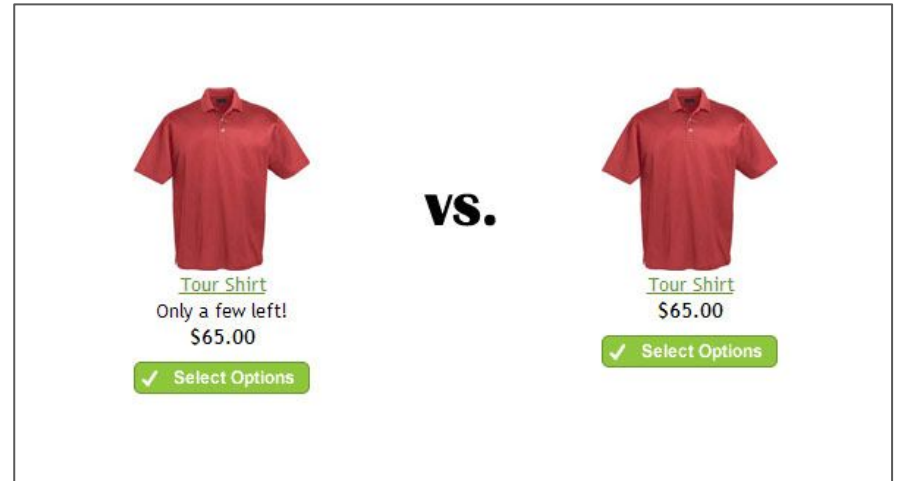 Tour Shirt
Only a few left!
$65.00
Select Options
vs.
Tour Shirt
$65.00
Select Options